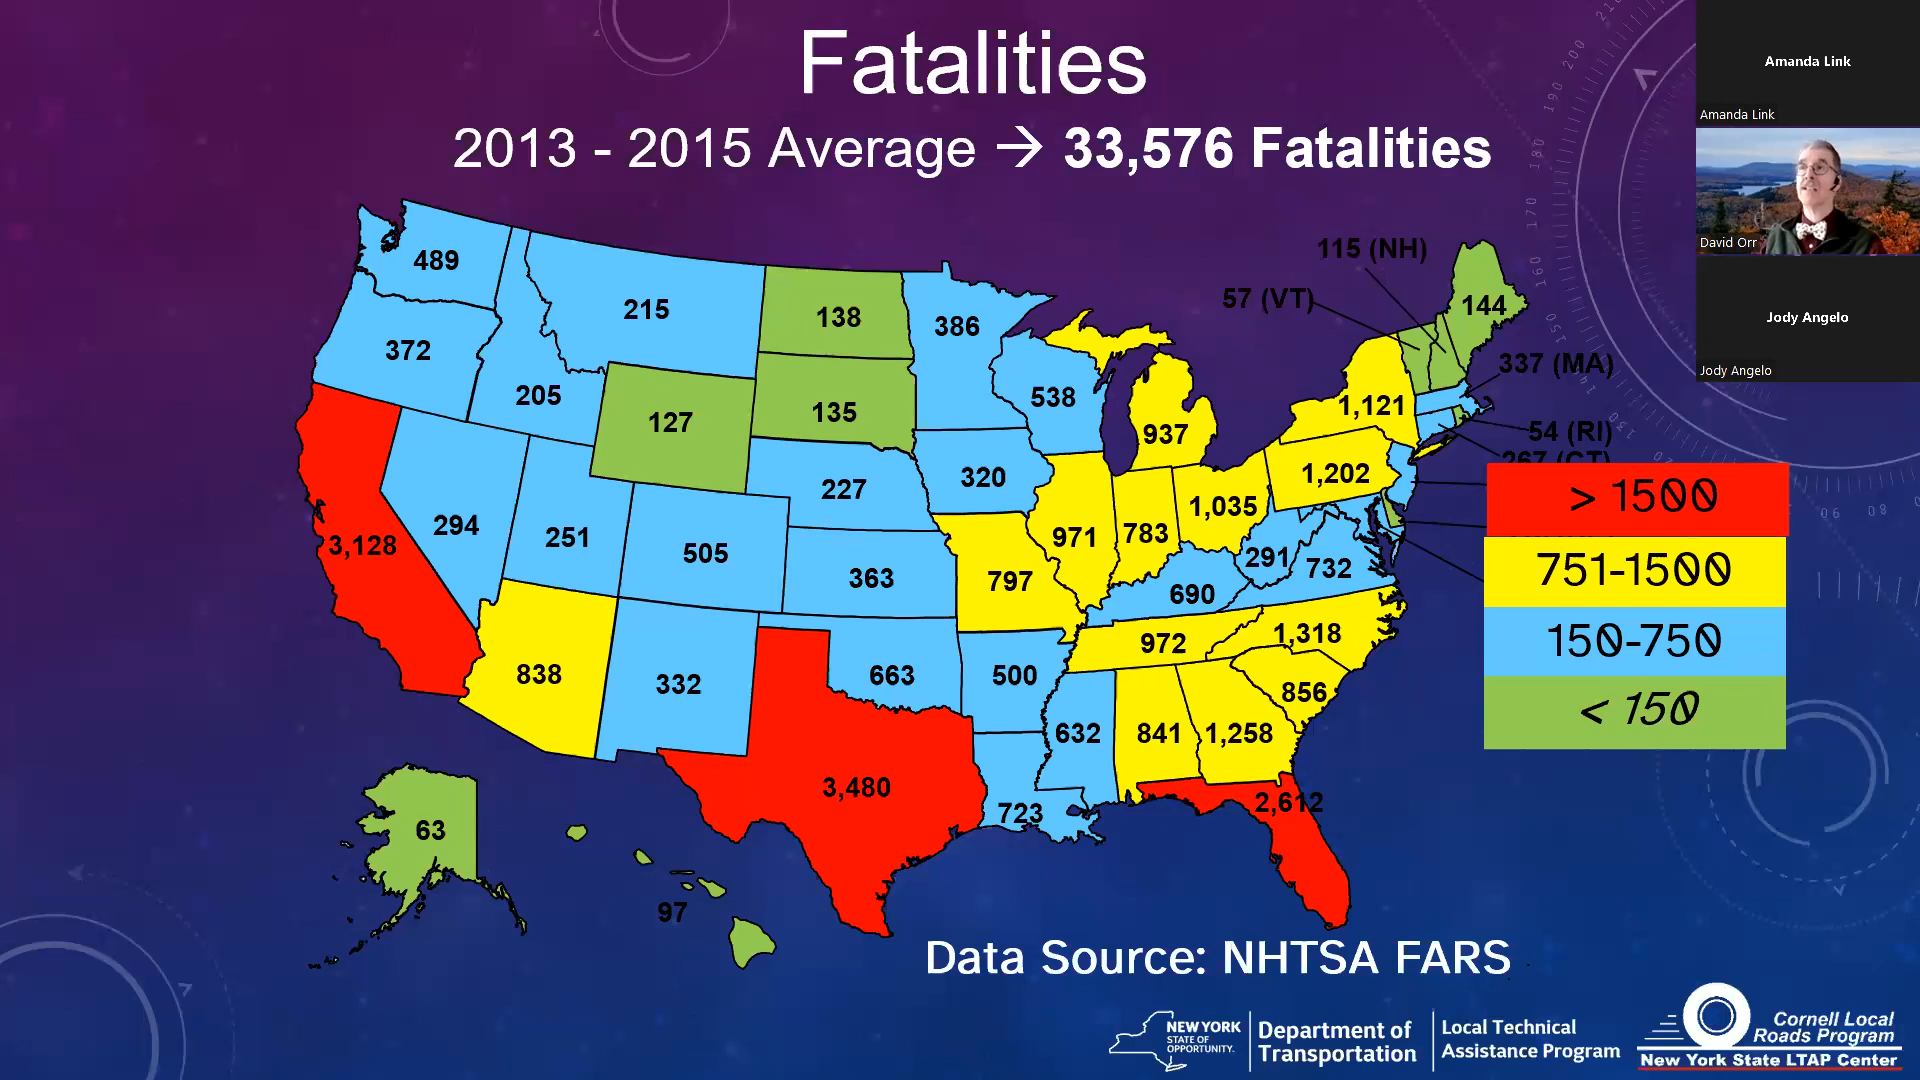 Fatalities
2013 - 2015 Average → 33,576 Fatalities
Amanda Link
Amanda Link
David Orr
Jody Angelo
Jody Angelo
489
215
138
386
115 (NH)
57 (VT)
144
372
205
127
135
538
937
1,121
337 (MA)
54 (RI)
267 (CT)
294
251
505
227
320
971
783
1,035
1,202
3,128
363
797
690
291
732
838
332
663
500
972
1,318
856
3,480
723
632
841
1,258
2,612
63
97
> 1500
751-1500
150-750
< 150
Data Source: NHTSA FARS
NEW YORK
STATE OF
OPPORTUNITY.
Department of
Transportation
Local Technical
Assistance Program
Cornell Local
Roads Program
New York State LTAP Center